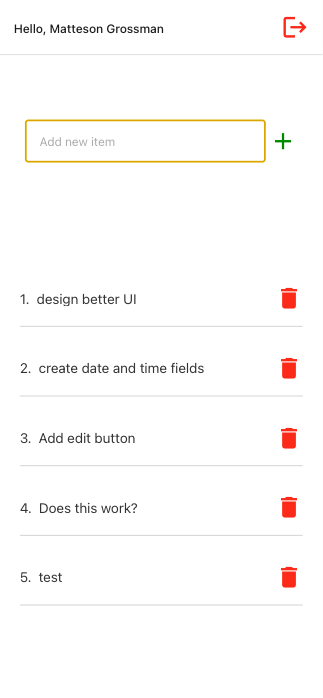 Hello, Matteson Grossman
Add new item
1. design better UI
2. create date and time fields
3. Add edit button
4. Does this work?
5. test